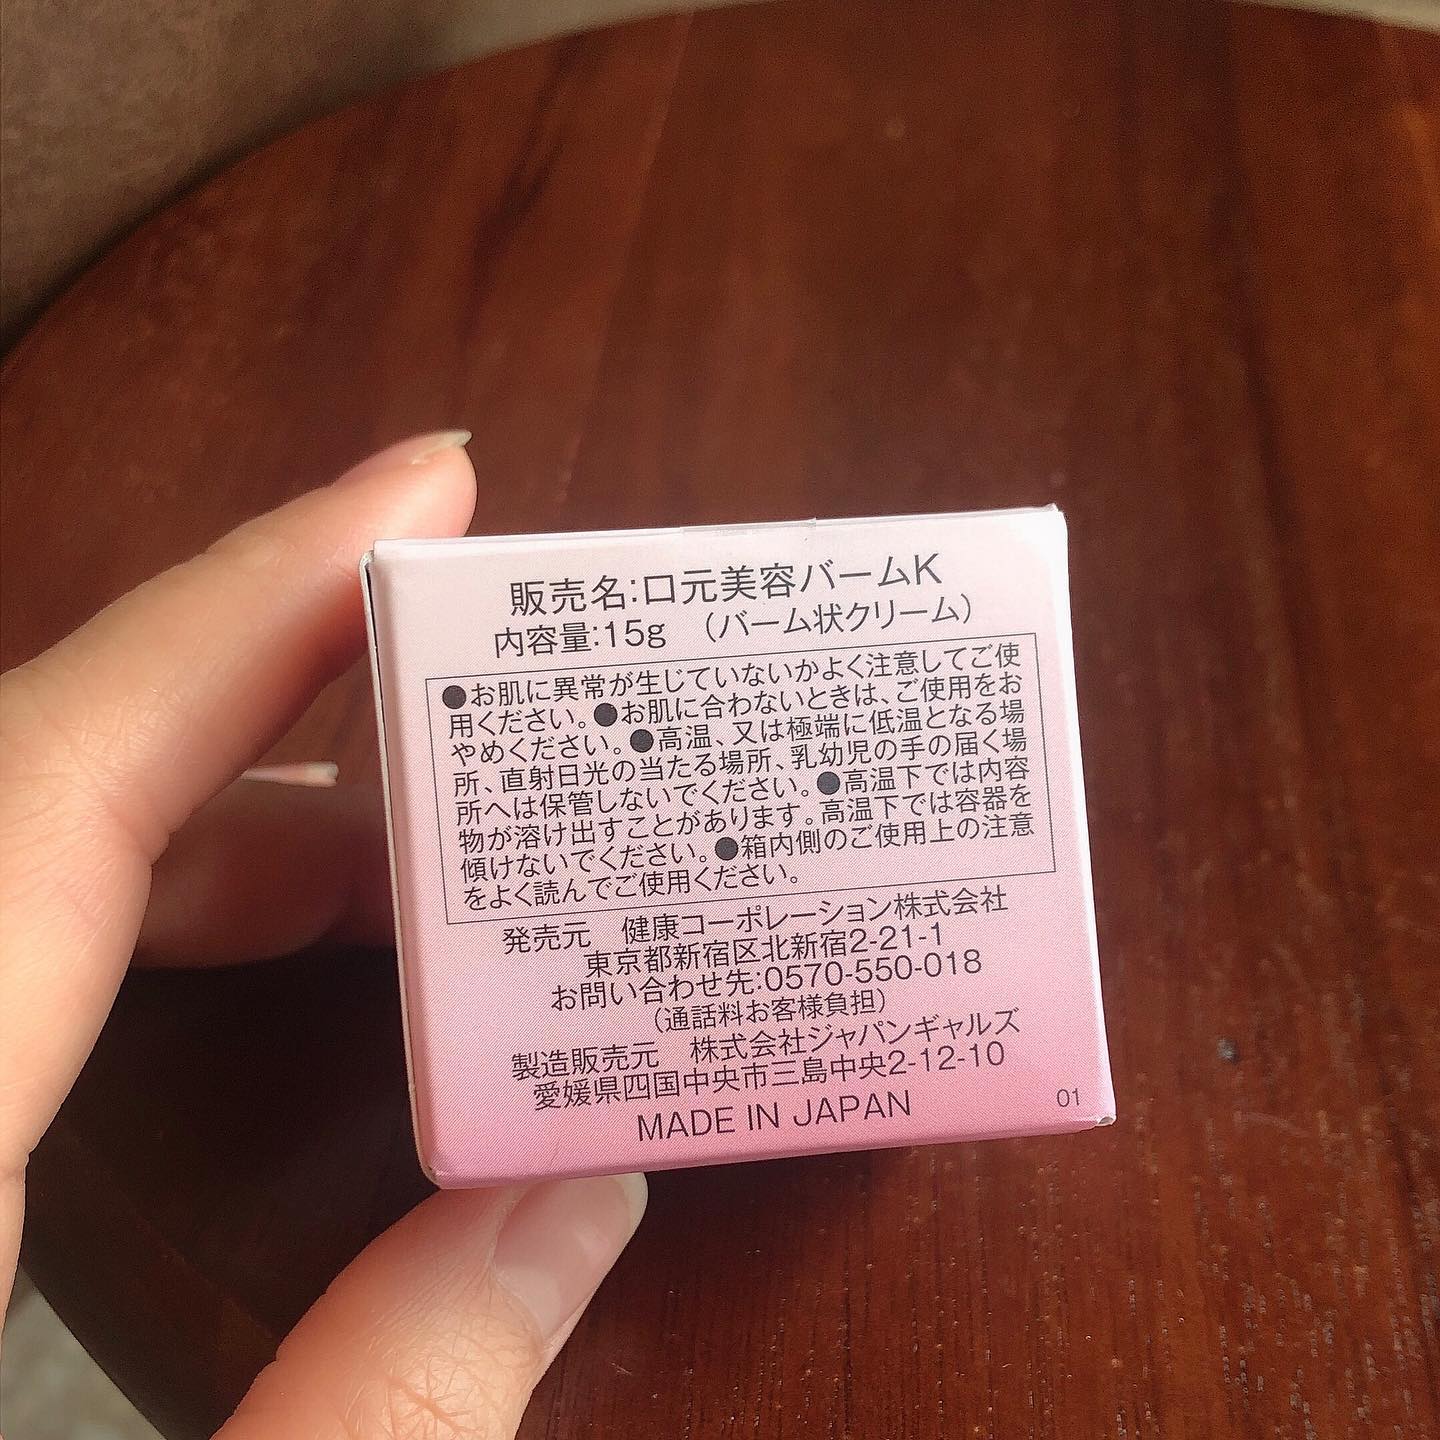 販売名:口元美容バームK
内容量:15g （バーム状クリーム）
●お肌に異常が生じていないかよく注意してご使
用ください。●お肌に合わないときは、ご使用をお
やめください。●高温、又は極端に低温となる場
所、直射日光の当たる場所、乳幼児の手の届く場
所へは保管しないでください。●高温下では内容
物が溶け出すことがあります。高温下では容器を
傾けないでください。●箱内側のご使用上の注意
をよく読んでご使用ください。
発売元 健康コーポレーション株式会社
東京都新宿区北新宿2-21-1
お問い合わせ先:0570-550-018
（通話料お客様負担）
製造販売元 株式会社ジャパンギャルズ
愛媛県四国中央市三島中央2-12-10
MADE IN JAPAN
01